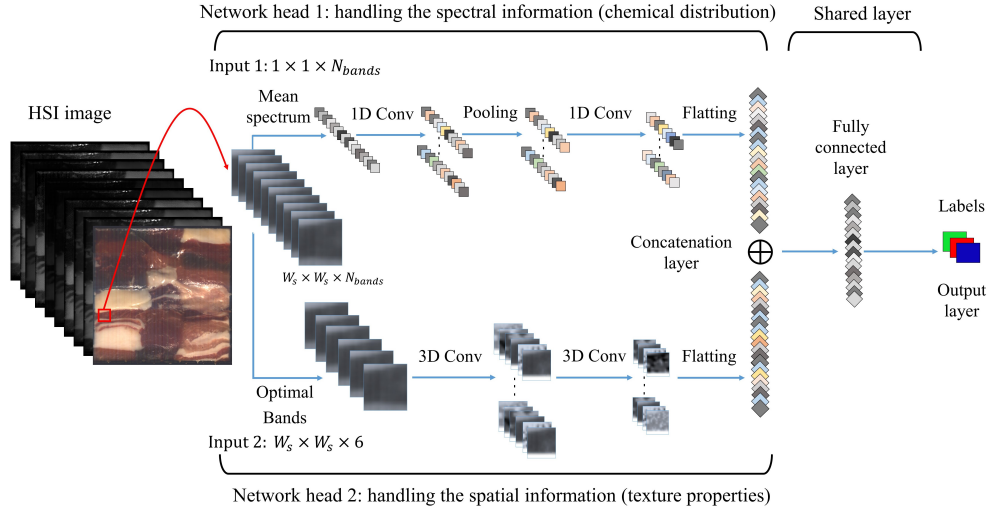 Network head 1: handling the spectral information (chemical distribution)
Shared layer
Input 1: 1 × 1 × N_bands
HSI image
Mean
spectrum
1D Conv
Pooling
1D Conv
Flatting
Fully
connected
layer
W_s × W_s × N_bands
Concatenation
layer
Labels
Output
layer
3D Conv
3D Conv
Flatting
Optimal
Bands
Input 2: W_s × W_s × 6
Network head 2: handling the spatial information (texture properties)